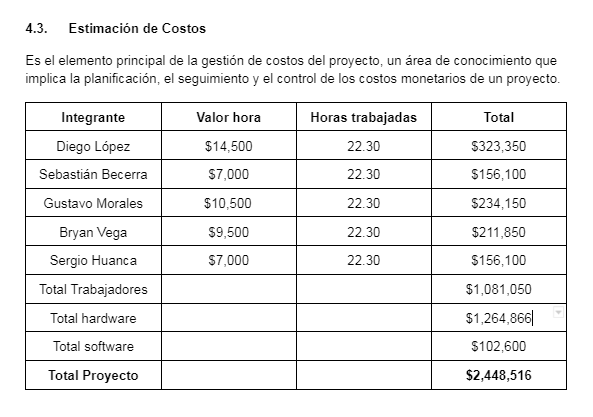 4.3. Estimación de Costos
Es el elemento principal de la gestión de costos del proyecto, un área de conocimiento que
implica la planificación, el seguimiento y el control de los costos monetarios de un proyecto.
Integrante Valor hora Horas trabajadas Total
Diego López $14,500 22.30 $323,350
Sebastián Becerra $7,000 22.30 $156,100
Gustavo Morales $10,500 22.30 $234,150
Bryan Vega $9,500 22.30 $211,850
Sergio Huanca $7,000 22.30 $156,100
Total Trabajadores $1,081,050
Total hardware $1,264,866
Total software $102,600
Total Proyecto $2,448,516